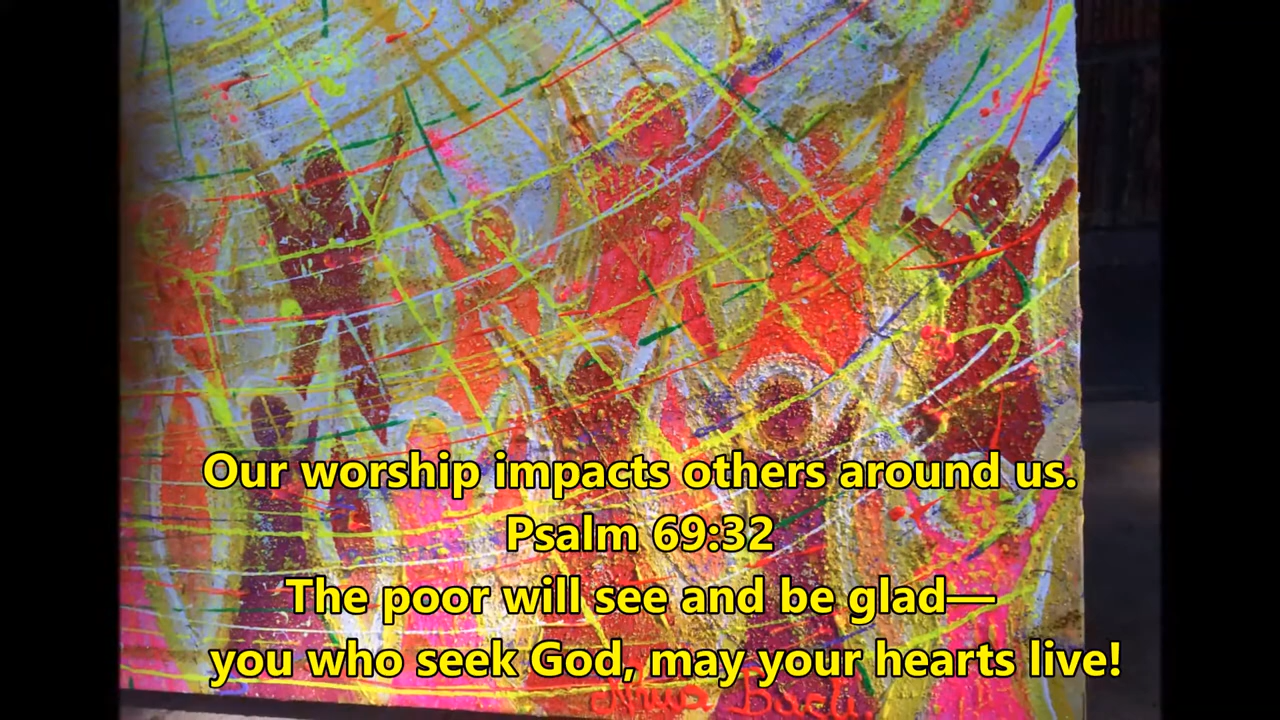 Our worship impacts others around us.
Psalm 69:32
The poor will see and be glad—
you who seek God, may your hearts live!